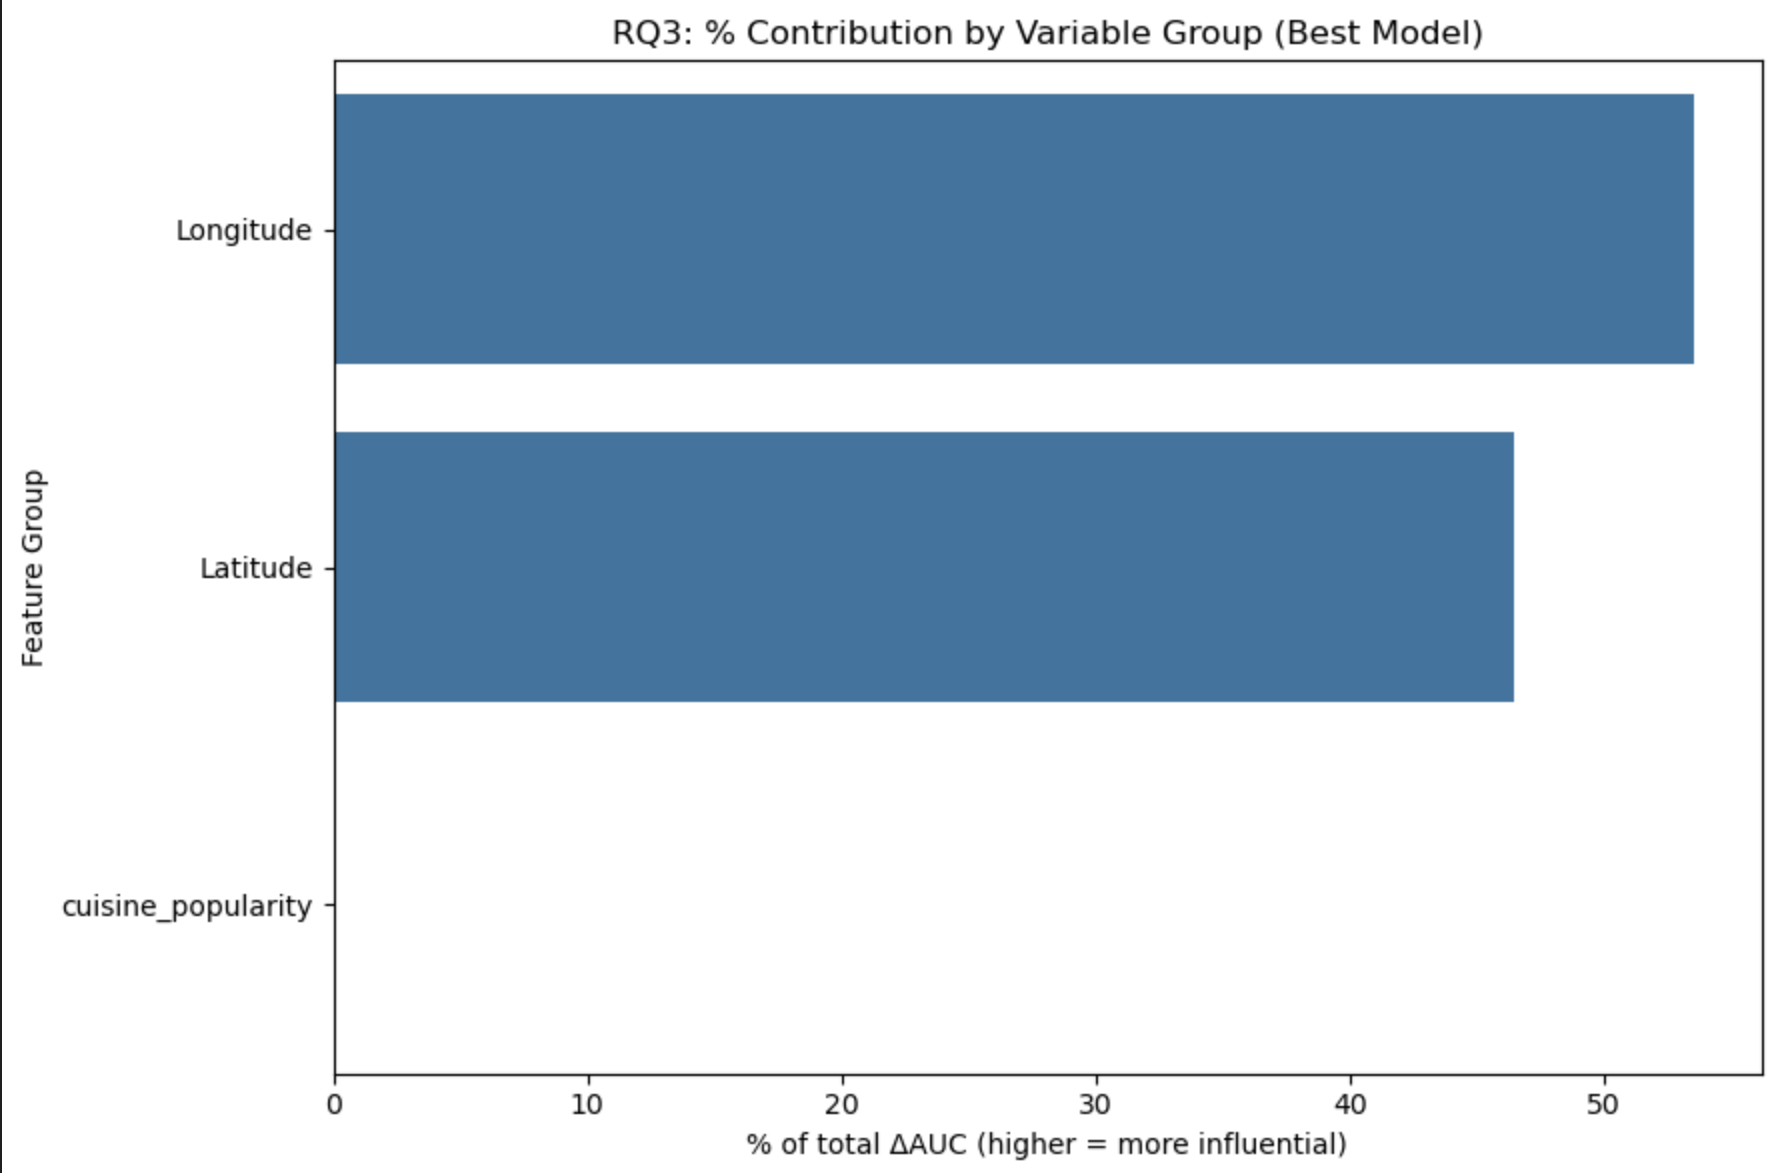 RQ3: % Contribution by Variable Group (Best Model)
Feature Group
Longitude
Latitude
cuisine_popularity
0 10 20 30 40 50
% of total ΔAUC (higher = more influential)